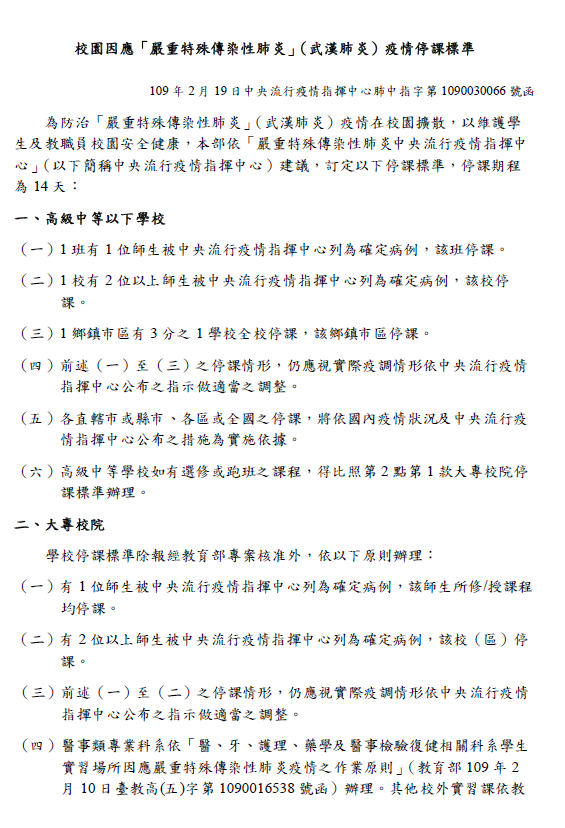 校園因應「嚴重特殊傳染性肺炎」(武漢肺炎)疫情停課標準
109 年 2 月 19 日中央流行疫情指揮中心肺中指字第 1090030066 號函
為防治「嚴重特殊傳染性肺炎」(武漢肺炎)疫情在校園擴散,以維護學
生及教職員校園安全健康,本部依「嚴重特殊傳染性肺炎中央流行疫情指揮中
心」(以下簡稱中央流行疫情指揮中心)建議,訂定以下停課標準,停課期程
為 14 天:
一、高級中等以下學校
(一)1 班有 1 位師生被中央流行疫情指揮中心列為確定病例,該班停課。
(二)1 校有 2 位以上師生被中央流行疫情指揮中心列為確定病例,該校停
課。
(三)1 鄉鎮市區有 3 分之 1 學校全校停課,該鄉鎮市區停課。
(四)前述(一)至(三)之停課情形,仍應視實際疫調情形依中央流行疫情
指揮中心公布之指示做適當之調整。
(五)各直轄市或縣市、各區或全國之停課,將依國內疫情狀況及中央流行疫
情指揮中心公布之措施為實施依據。
(六)高級中等學校如有選修或跑班之課程,得比照第 2 點第 1 款大專校院停
課標準辦理。
二、大專校院
學校停課標準除報經教育部專案核准外,依以下原則辦理:
(一)有 1 位師生被中央流行疫情指揮中心列為確定病例,該師生所修/授課程
均停課。
(二)有 2 位以上師生被中央流行疫情指揮中心列為確定病例,該校(區)停
課。
(三)前述(一)至(二)之停課情形,仍應視實際疫調情形依中央流行疫情
指揮中心公布之指示做適當之調整。
(四)醫事類專業科系依「醫、牙、護理、藥學及醫事檢驗復健相關科系學生
實習場所因應嚴重特殊傳染性肺炎疫情之作業原則」(教育部 109 年 2
月 10 日臺教高(五)字第 1090016538 號函)辦理。其他校外實習課依教